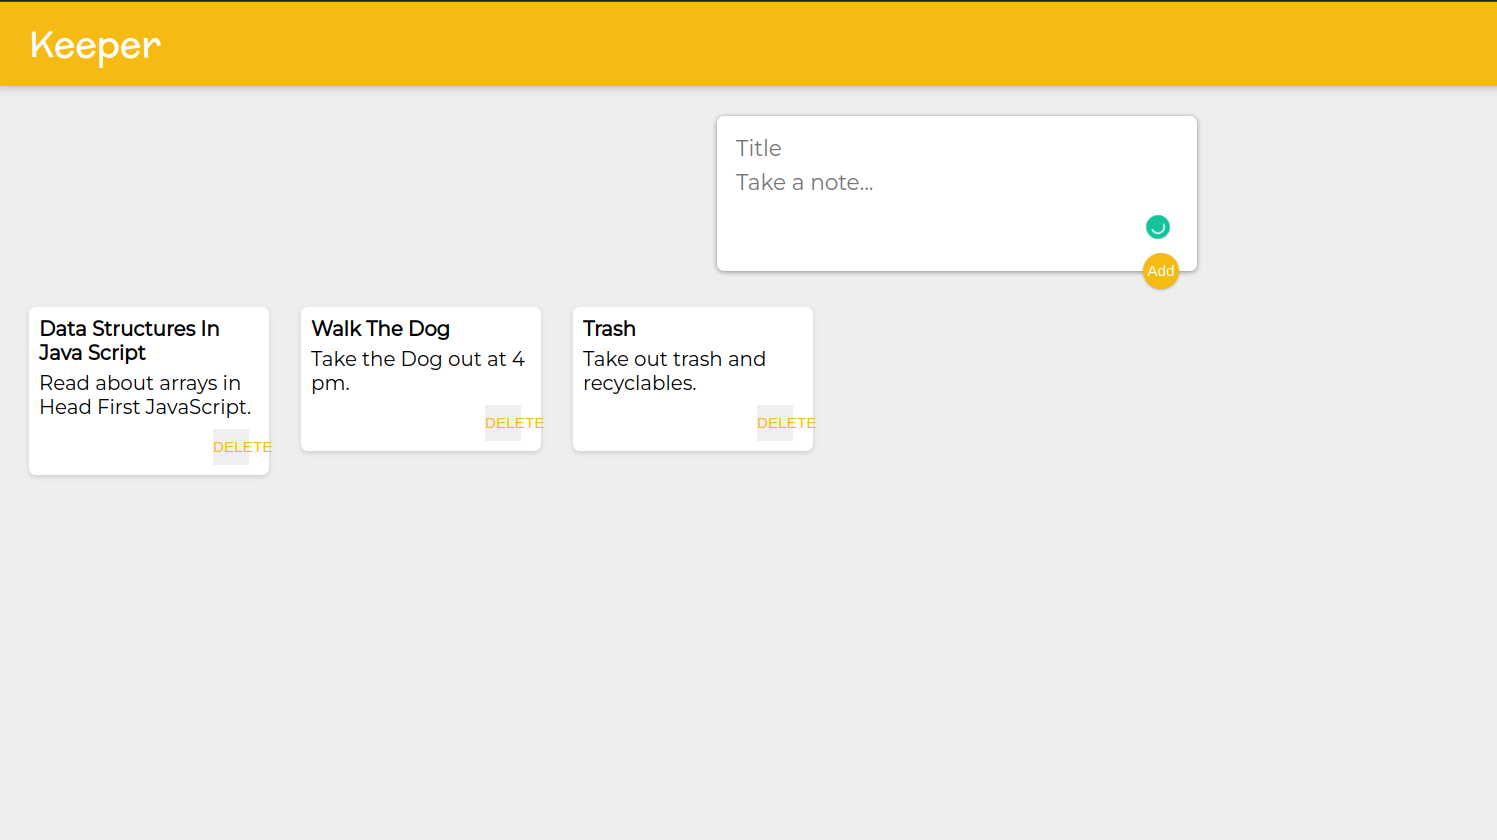 Keeper
Title
Take a note...
Add
Data Structures In
Java Script
Read about arrays in
Head First JavaScript.
DELETE
Walk The Dog
Take the Dog out at 4
pm.
DELETE
Trash
Take out trash and
recyclables.
DELETE